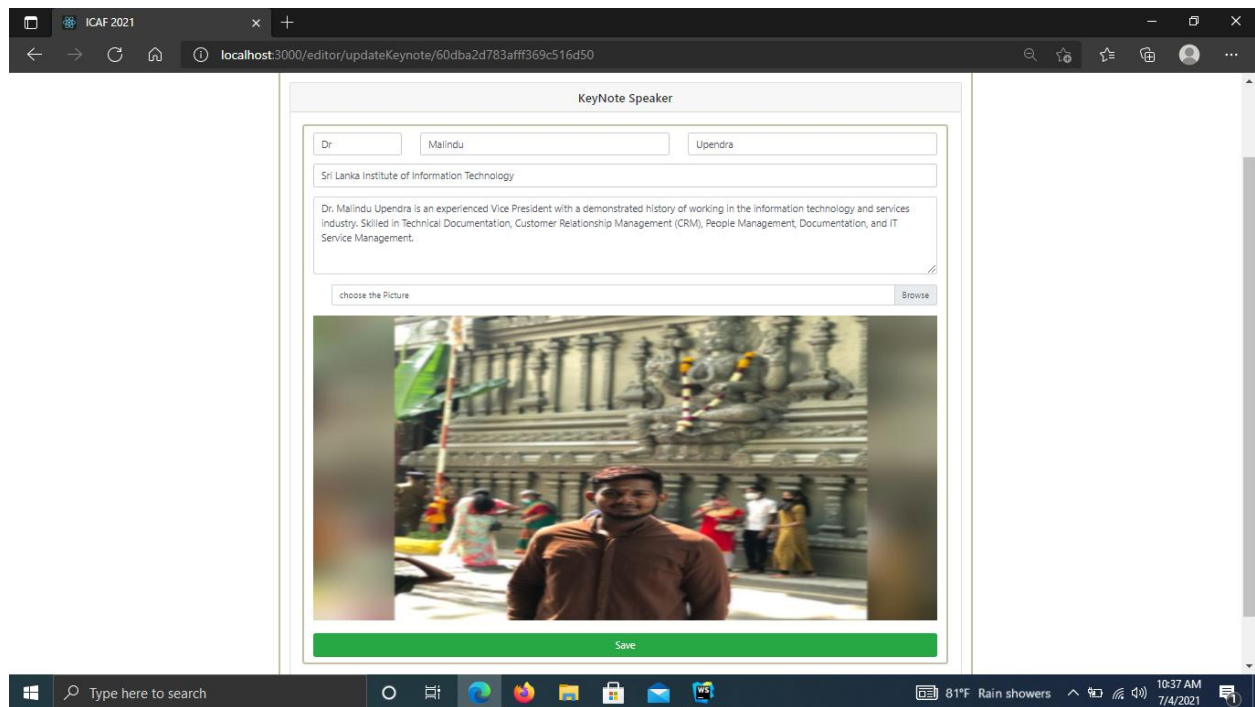 ICAF 2021
localhost:3000/editor/updateKeynote/60dba2d783afff369c516d50
KeyNote Speaker
Dr Malindu Upendra
Sri Lanka Institute of Information Technology
Dr. Malindu Upendra is an experienced Vice President with a demonstrated history of working in the information technology and services
industry. Skilled in Technical Documentation, Customer Relationship Management (CRM), People Management, Documentation, and IT
Service Management.
choose the Picture Browse
Save
Type here to search WS 81°F Rain showers 10:37 AM
7/4/2021 1